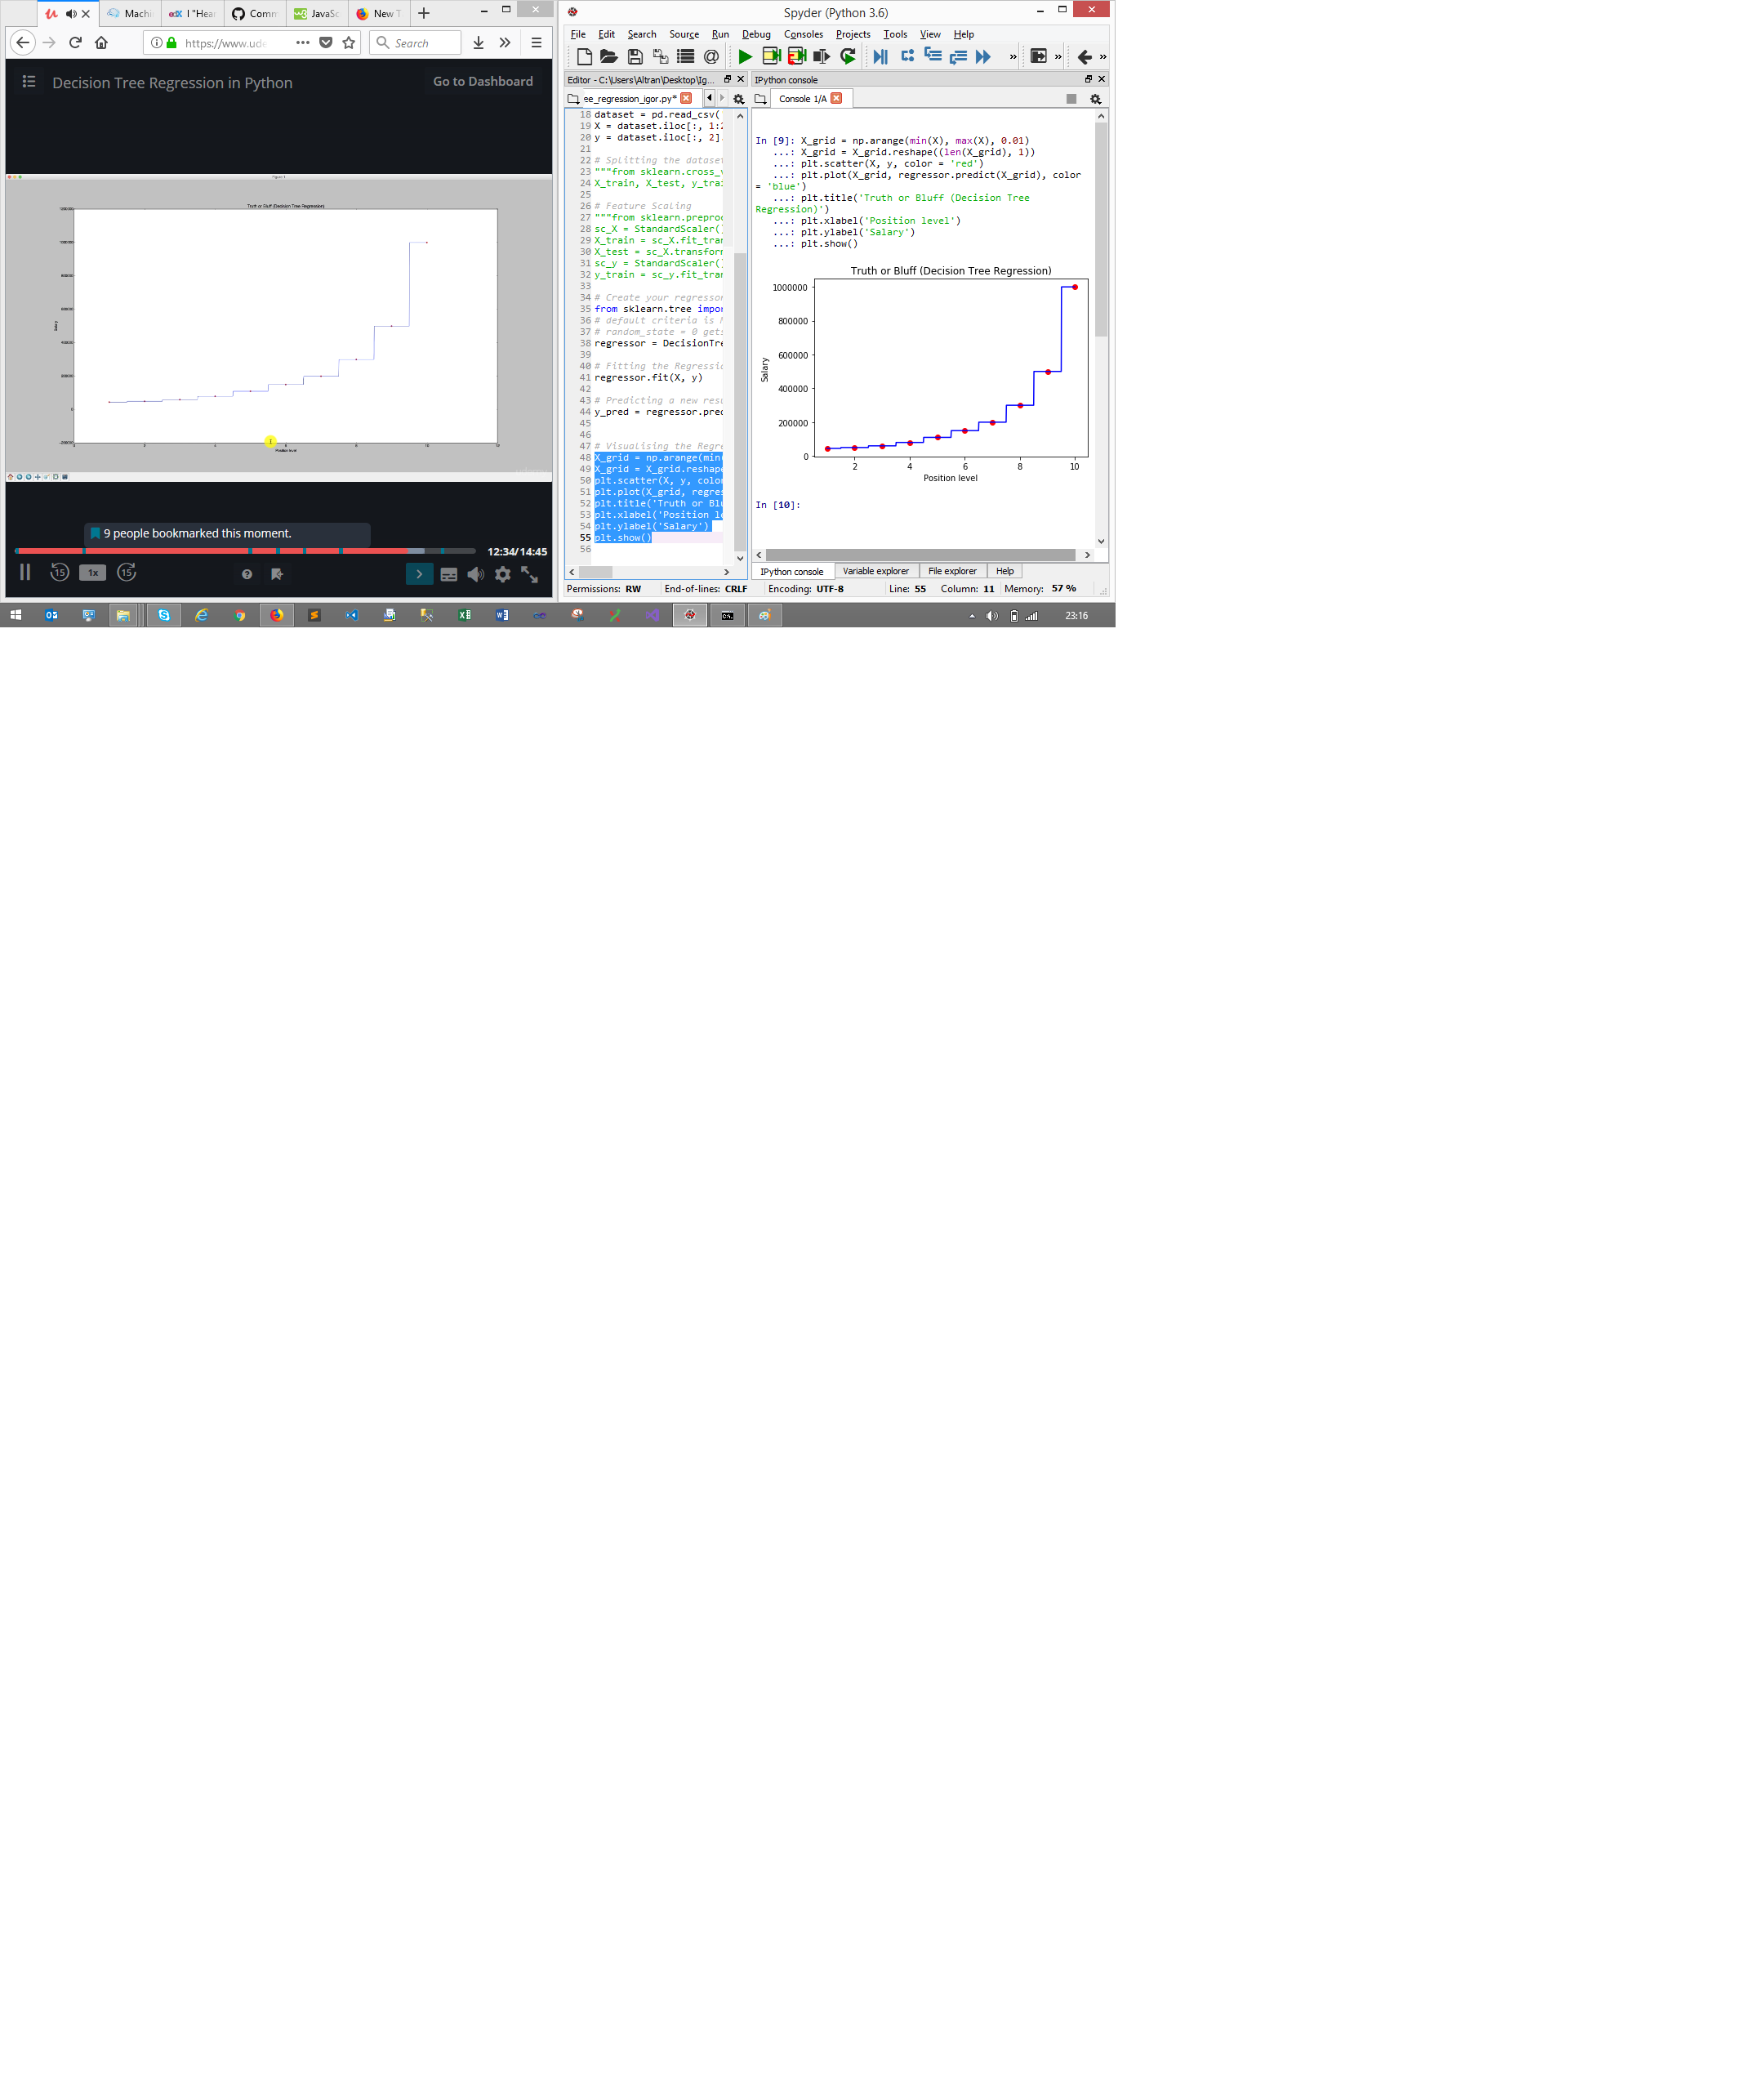 Machi
I "Hea
Comm
JavaSc
New T
https://www.ude
Search
Decision Tree Regression in Python
Go to Dashboard
Truth or Bluff (Decision Tree Regression)
Salary
Position level
9 people bookmarked this moment.
12:34/14:45
15
1x
15
Spyder (Python 3.6)
File Edit Search Source Run Debug Consoles Projects Tools View Help
Editor - C:\Users\Altran\Desktop\Ig...
ee_regression_igor.py*
18 dataset = pd.read_csv(
19 X = dataset.iloc[:, 1:2
20 y = dataset.iloc[:, 2]
21
22 # Splitting the dataset
23 """from sklearn.cross_v
24 X_train, X_test, y_trai
25
26 # Feature Scaling
27 """from sklearn.preproc
28 sc_X = StandardScaler()
29 X_train = sc_X.fit_tran
30 X_test = sc_X.transform
31 sc_y = StandardScaler()
32 y_train = sc_y.fit_tran
33
34 # Create your regressor
35 from sklearn.tree impor
36 # default criteria is M
37 # random_state = 0 gets
38 regressor = DecisionTre
39
40 # Fitting the Regressio
41 regressor.fit(X, y)
42
43 # Predicting a new resu
44 y_pred = regressor.pred
45
46
47 # Visualising the Regre
48 X_grid = np.arange(min(
49 X_grid = X_grid.reshape
50 plt.scatter(X, y, colo
51 plt.plot(X_grid, regres
52 plt.title('Truth or Blu
53 plt.xlabel('Position le
54 plt.ylabel('Salary')
55 plt.show()
56
IPython console
Console 1/A
In [9]: X_grid = np.arange(min(X), max(X), 0.01)
...: X_grid = X_grid.reshape((len(X_grid), 1))
...: plt.scatter(X, y, color = 'red')
...: plt.plot(X_grid, regressor.predict(X_grid), color
= 'blue')
...: plt.title('Truth or Bluff (Decision Tree
Regression)')
...: plt.xlabel('Position level')
...: plt.ylabel('Salary')
...: plt.show()
Truth or Bluff (Decision Tree Regression)
1000000
800000
600000
400000
200000
0
Salary
2 4 6 8 10
Position level
In [10]:
IPython console Variable explorer File explorer Help
Permissions: RW End-of-lines: CRLF Encoding: UTF-8 Line: 55 Column: 11 Memory: 57 %
23:16